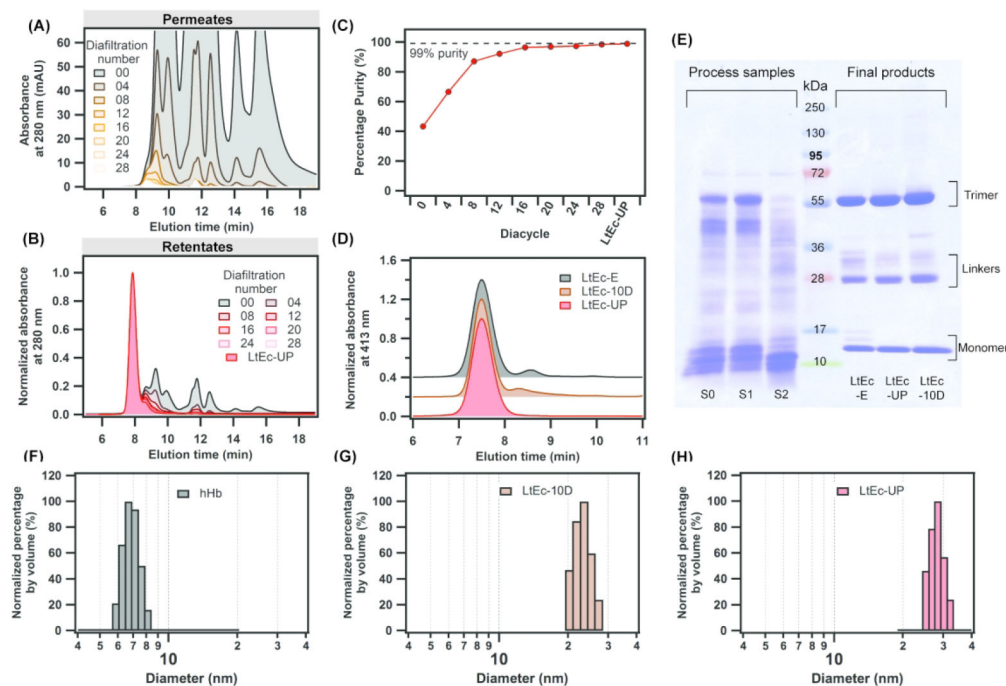 (A)
Permeates
Absorbance
at 280 nm (mAU)
60
50
40
30
20
10
0
Diafiltration
number
00
04
08
12
16
20
24
28
6 8 10 12 14 16 18
Elution time (min)
(B)
Retentates
Normalized absorbance
at 280 nm
1.0
0.8
0.6
0.4
0.2
0.0
Diafiltration
number
00 04
08 12
16 20
24 28
LtEc-UP
6 8 10 12 14 16 18
Elution time (min)
(C)
Percentage Purity (%)
100
80
60
40
20
0
99% purity
0 4 8 12 16 20 24 28 LtEc-UP
Diacycle
(D)
Normalized absorbance
at 413 nm
1.6
1.2
0.8
0.4
0.0
LtEc-E
LtEc-10D
LtEc-UP
6 7 8 9 10 11
Elution time (min)
(E)
Process samples
kDa
Final products
250
130
95
72
55
36
28
17
10
Trimer
Linkers
Monomer
S0 S1 S2
LtEc
-E
LtEc
-UP
LtEc
-10D
(F)
Normalized percentage
by volume (%)
120
100
80
60
40
20
0
hHb
4 5 6 7 8 9 10 2 3 4
Diameter (nm)
(G)
Normalized percentage
by volume (%)
120
100
80
60
40
20
0
LtEc-10D
4 5 6 7 8 9 10 2 3 4
Diameter (nm)
(H)
Normalized percentage
by volume (%)
120
100
80
60
40
20
0
LtEc-UP
4 5 6 7 8 9 10 2 3 4
Diameter (nm)